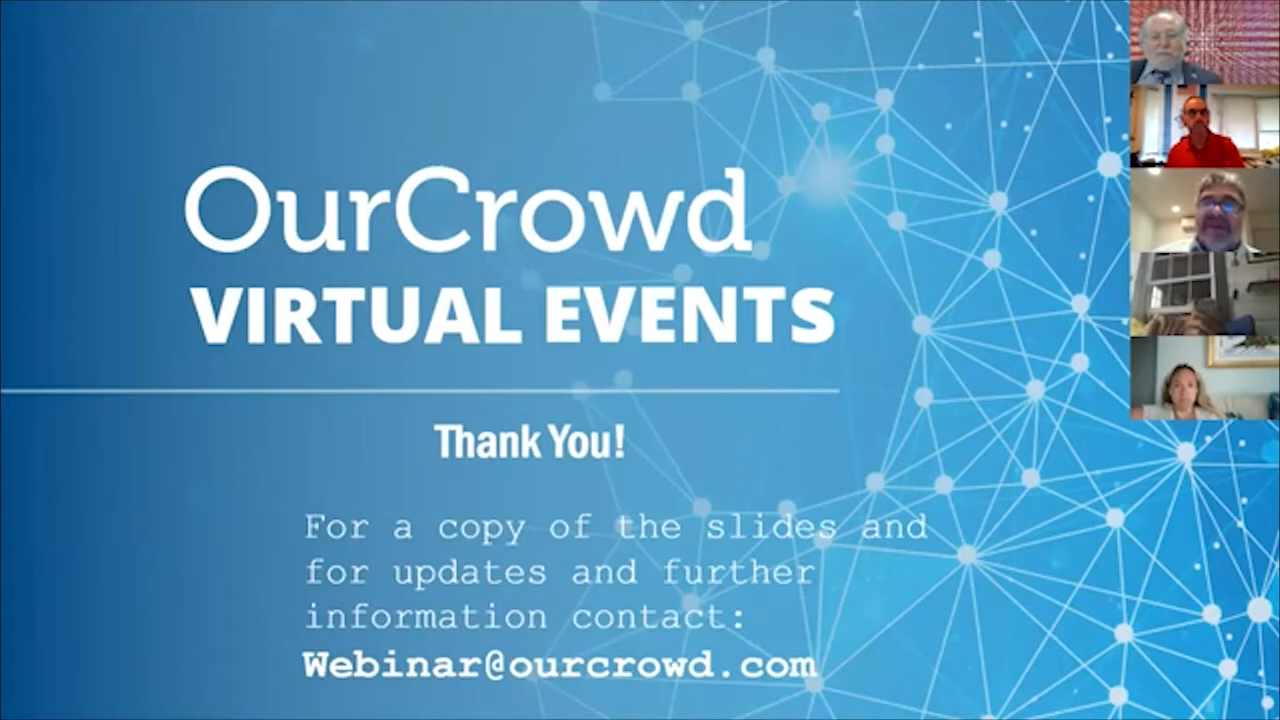 OurCrowd
VIRTUAL EVENTS
Thank You!
For a copy of the slides and
for updates and further
information contact:
Webinar@ourcrowd.com